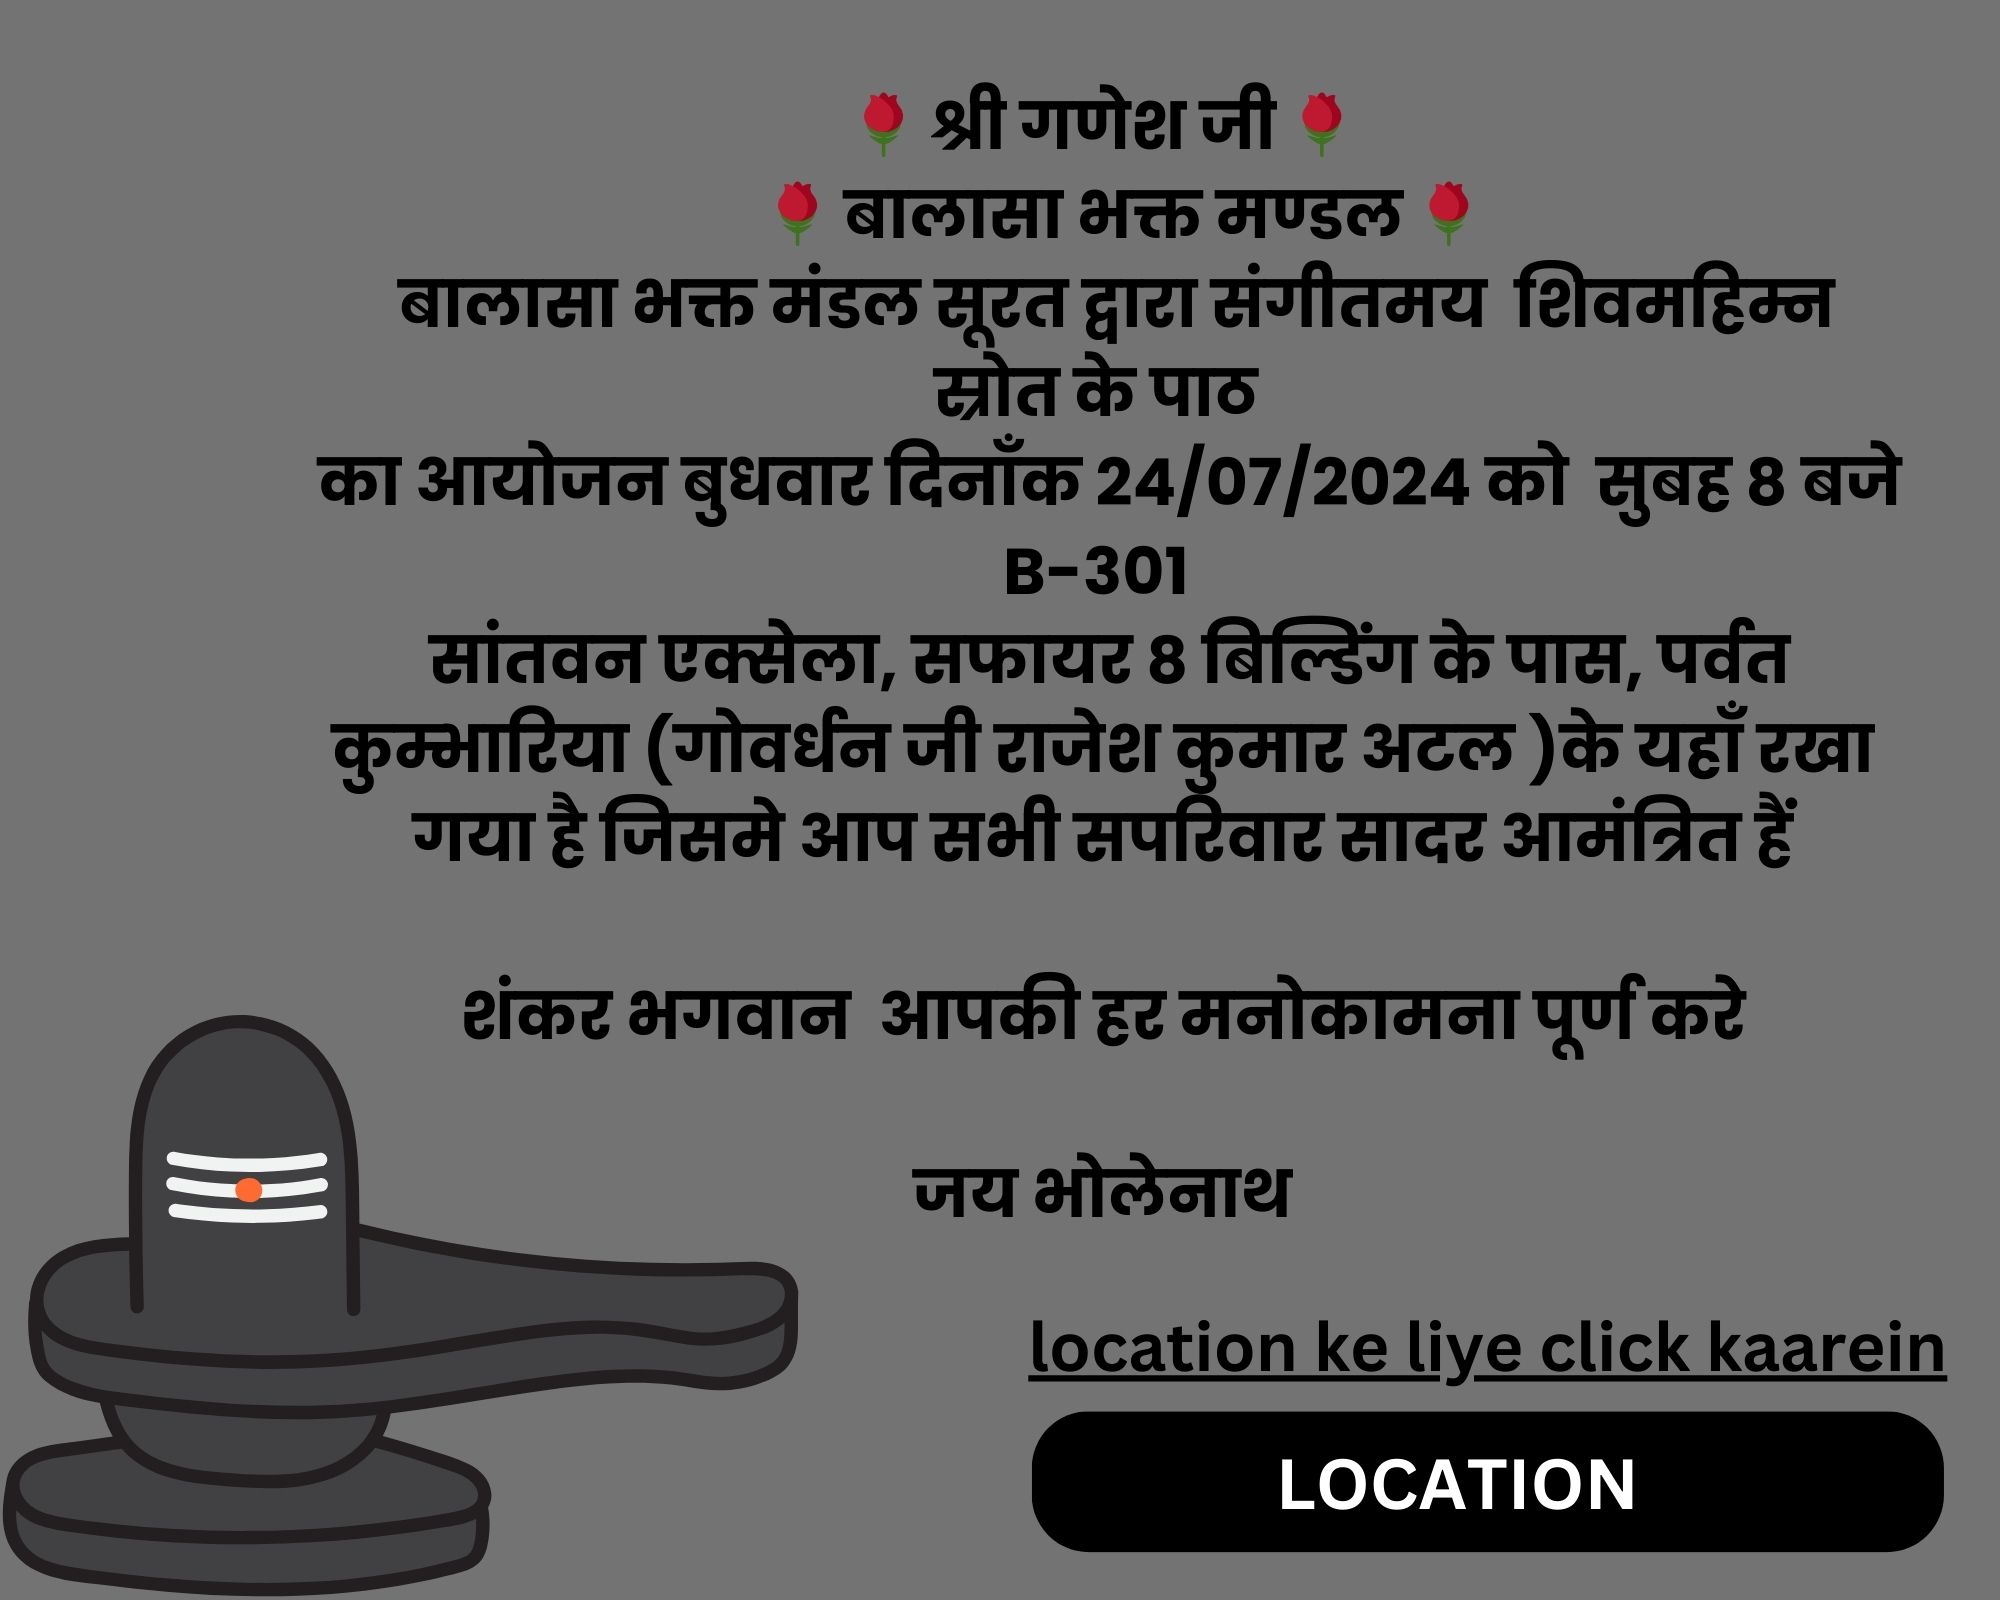 🌹 श्री गणेश जी 🌹
🌹 बालासा भक्त मण्डल 🌹
बालासा भक्त मंडल सूरत द्वारा संगीतमय शिवमहिम्न
स्रोत के पाठ
का आयोजन बुधवार दिनाँक 24/07/2024 को सुबह 8 बजे
B-301
सांतवन एक्सेला, सफायर 8 बिल्डिंग के पास, पर्वत
कुम्भारिया (गोवर्धन जी राजेश कुमार अटल )के यहाँ रखा
गया है जिसमे आप सभी सपरिवार सादर आमंत्रित हैं
शंकर भगवान आपकी हर मनोकामना पूर्ण करे
जय भोलेनाथ
location ke liye click kaarein
LOCATION